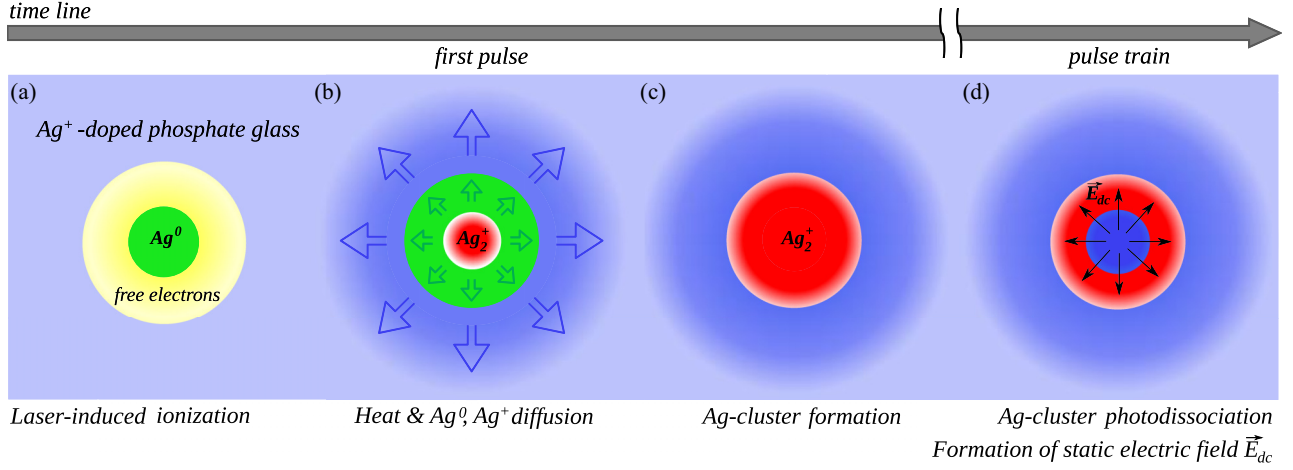 time line
first pulse
pulse train
(a)
(b)
(c)
(d)
Ag⁺ -doped phosphate glass
Ag⁰
free electrons
Ag₂⁺
Ag₂⁺
E⃗dc
Laser-induced ionization
Heat & Ag⁰, Ag⁺ diffusion
Ag-cluster formation
Ag-cluster photodissociation
Formation of static electric field E⃗dc